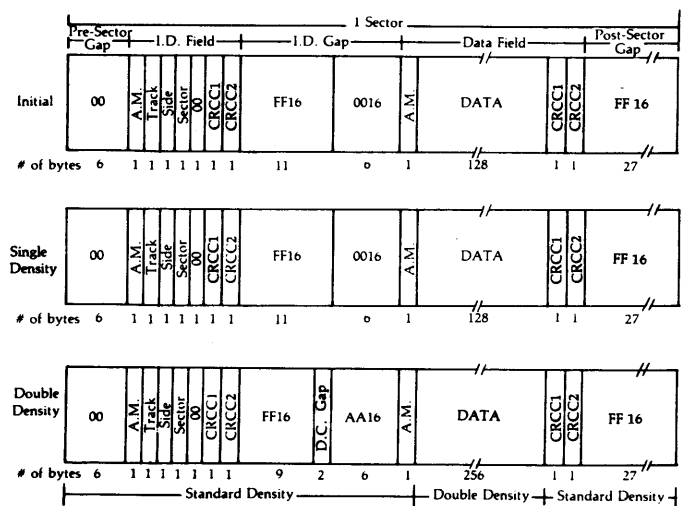 1 Sector
Pre-Sector Gap I.D. Field I.D. Gap Data Field Post-Sector Gap
Initial 00 A.M. Track Side Sector 00 CRCC1 CRCC2 FF16 0016 A.M. DATA CRCC1 CRCC2 FF 16
# of bytes 6 1 1 1 1 1 1 1 11 o 1 128 1 1 27
Single Density 00 A.M. Track Side Sector 00 CRCC1 CRCC2 FF16 0016 A.M. DATA CRCC1 CRCC2 FF 16
# of bytes 6 1 1 1 1 1 1 1 11 o 1 128 1 1 27
Double Density 00 A.M. Track Side Sector 00 CRCC1 CRCC2 FF16 D.C. Gap AA16 A.M. DATA CRCC1 CRCC2 FF 16
# of bytes 6 1 1 1 1 1 1 1 9 2 6 1 256 1 1 27
Standard Density Double Density Standard Density